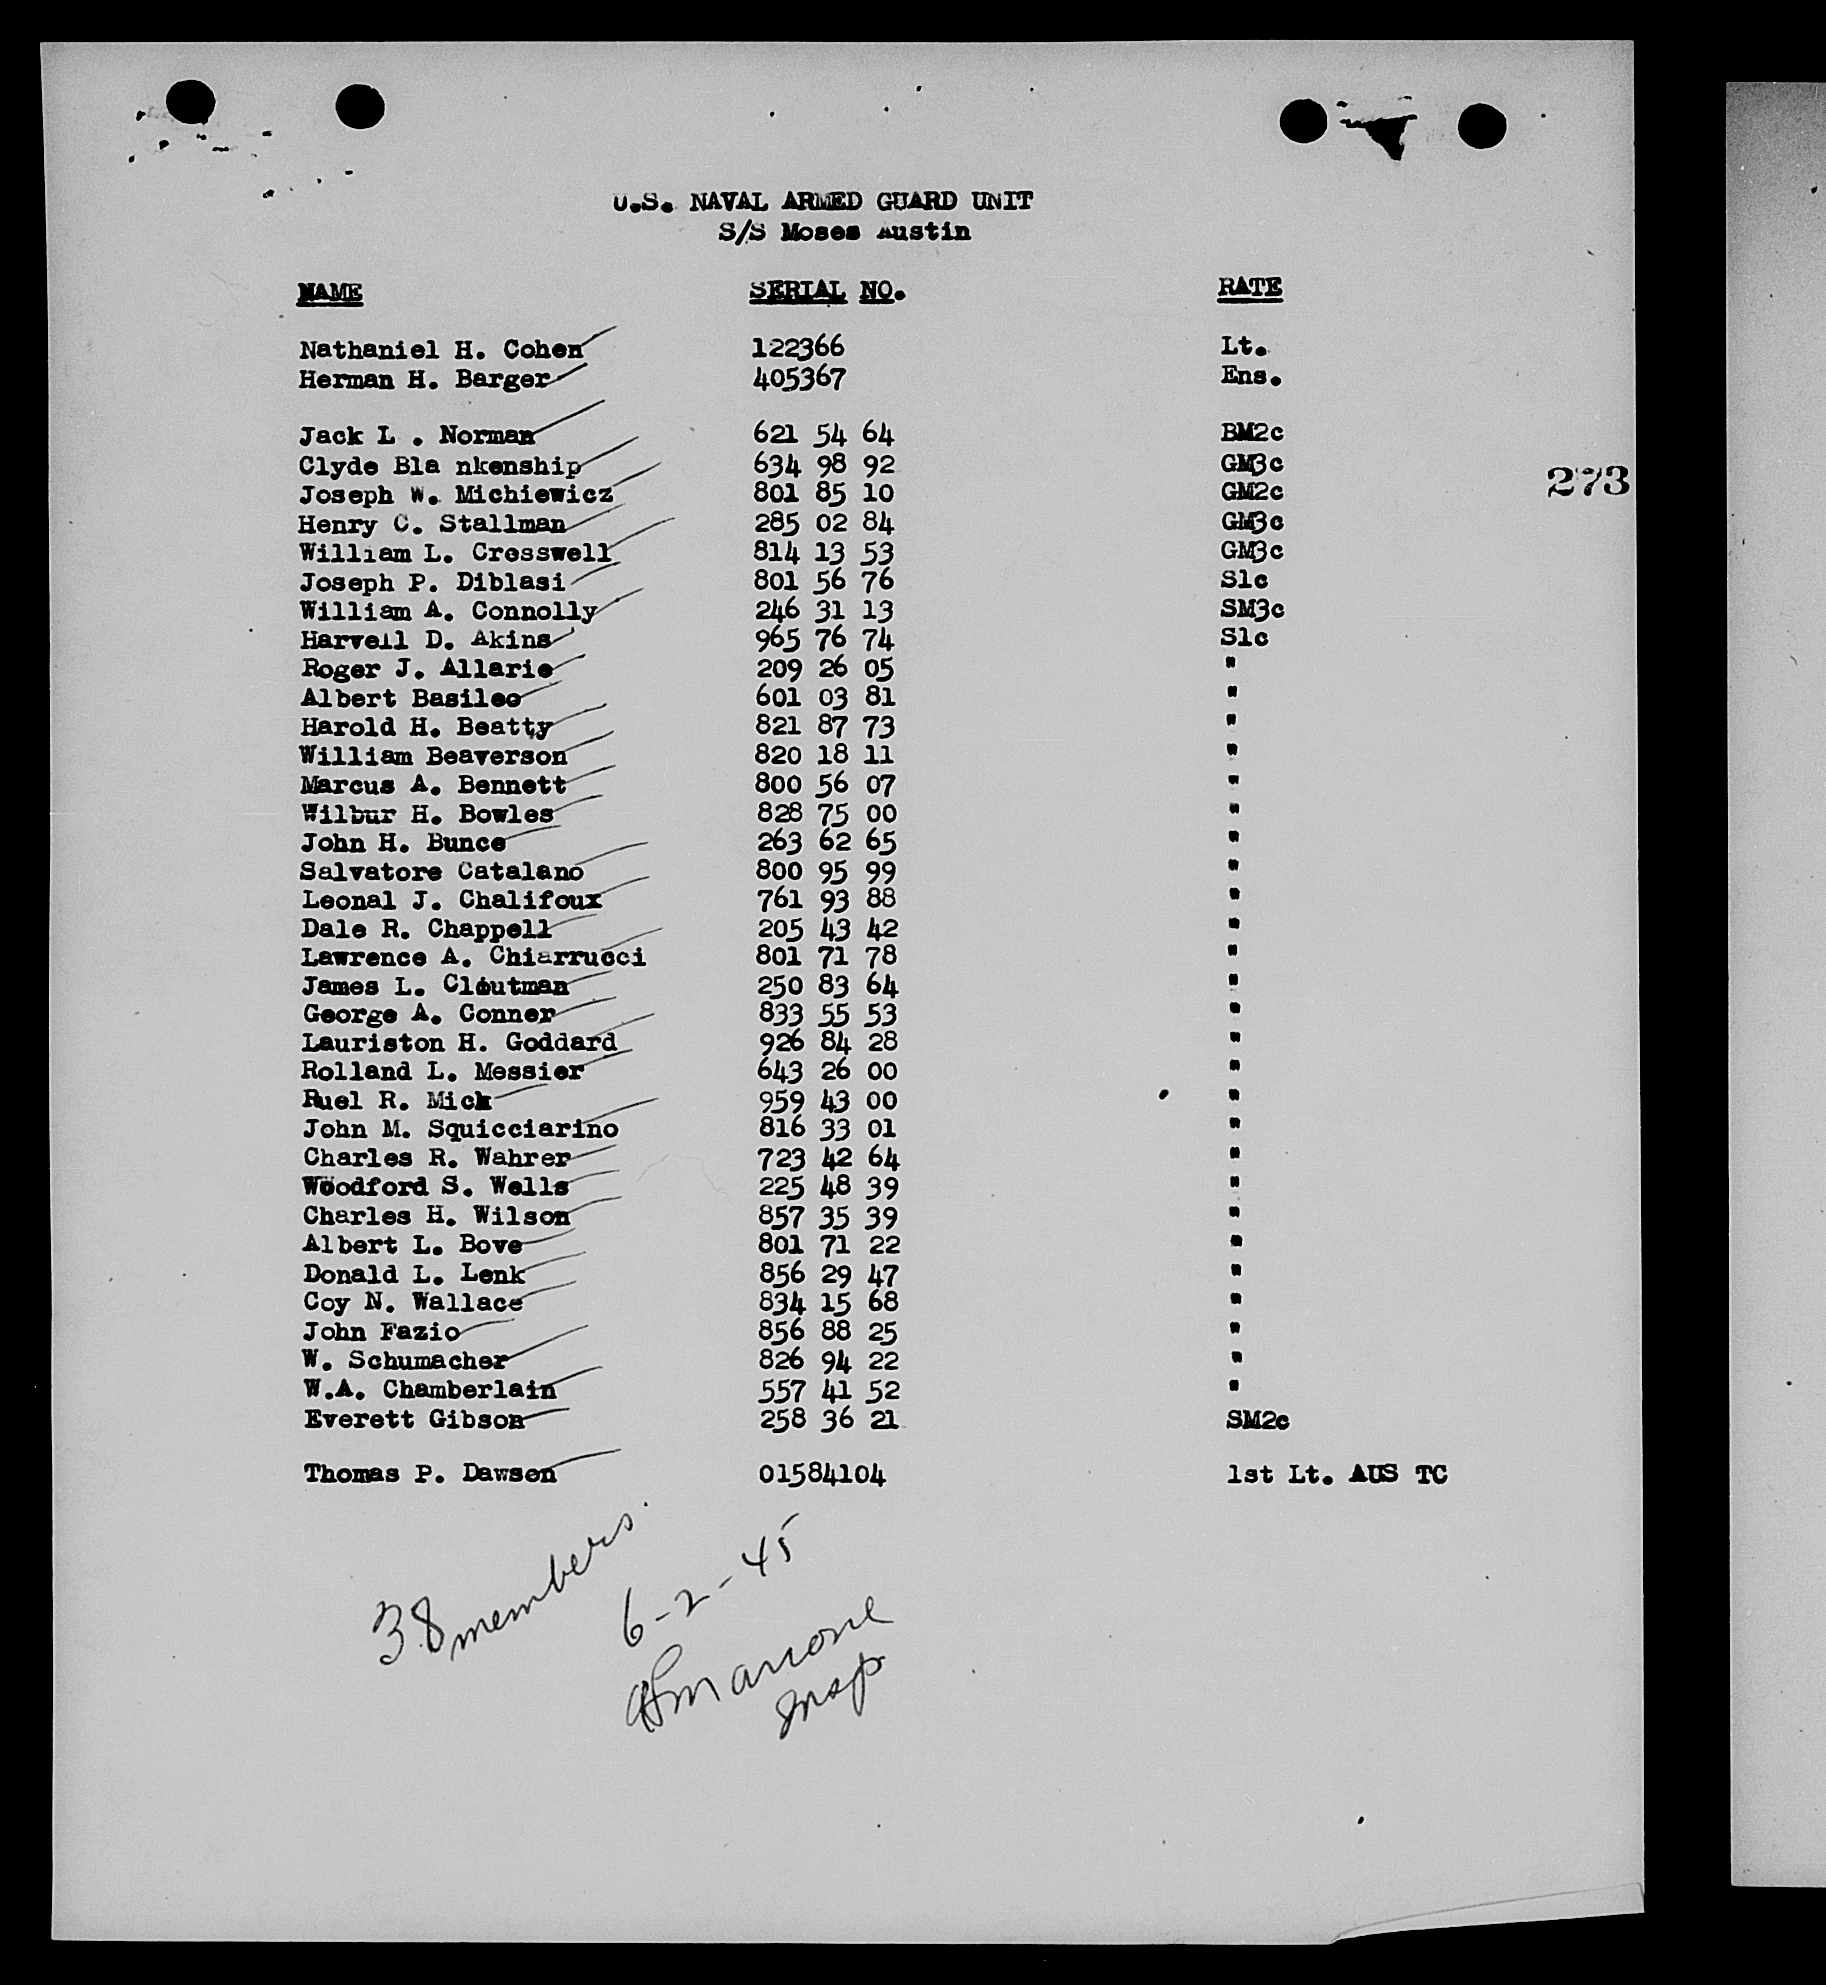 U.S. NAVAL ARMED GUARD UNIT
S/S Moses Austin
NAME SERIAL NO. RATE
Nathaniel H. Cohen 122366 Lt.
Herman H. Barger 405367 Ens.
Jack L . Norman 621 54 64 BM2c
Clyde Bla nkenship 634 98 92 GM3c
273
Joseph W. Michiewicz 801 85 10 GM2c
Henry C. Stallman 285 02 84 GM3c
William L. Cresswell 814 13 53 GM3c
Joseph P. Diblasi 801 56 76 S1c
William A. Connolly 246 31 13 SM3c
Harvell D. Akins 965 76 74 S1c
Roger J. Allarie 209 26 05 "
Albert Basileo 601 03 81 "
Harold H. Beatty 821 87 73 "
William Beaverson 820 18 11 "
Marcus A. Bennett 800 56 07 "
Wilbur H. Bowles 828 75 00 "
John H. Bunce 263 62 65 "
Salvatore Catalano 800 95 99 "
Leonal J. Chalifoux 761 93 88 "
Dale R. Chappell 205 43 42 "
Lawrence A. Chiarrucci 801 71 78 "
James L. Cloutman 250 83 64 "
George A. Conner 833 55 53 "
Lauriston H. Goddard 926 84 28 "
Rolland L. Messier 643 26 00 "
Ruel R. Mick 959 43 00 "
John M. Squicciarino 816 33 01 "
Charles R. Wahrer 723 42 64 "
Woodford S. Wells 225 48 39 "
Charles H. Wilson 857 35 39 "
Albert L. Bove 801 71 22 "
Donald L. Lenk 856 29 47 "
Coy N. Wallace 834 15 68 "
John Fazio 856 88 25 "
W. Schumacher 826 94 22 "
W.A. Chamberlain 557 41 52 "
Everett Gibson 258 36 21 SM2c
Thomas P. Dawson 01584104 1st Lt. AUS TC
38 members
6-2-45
Insp